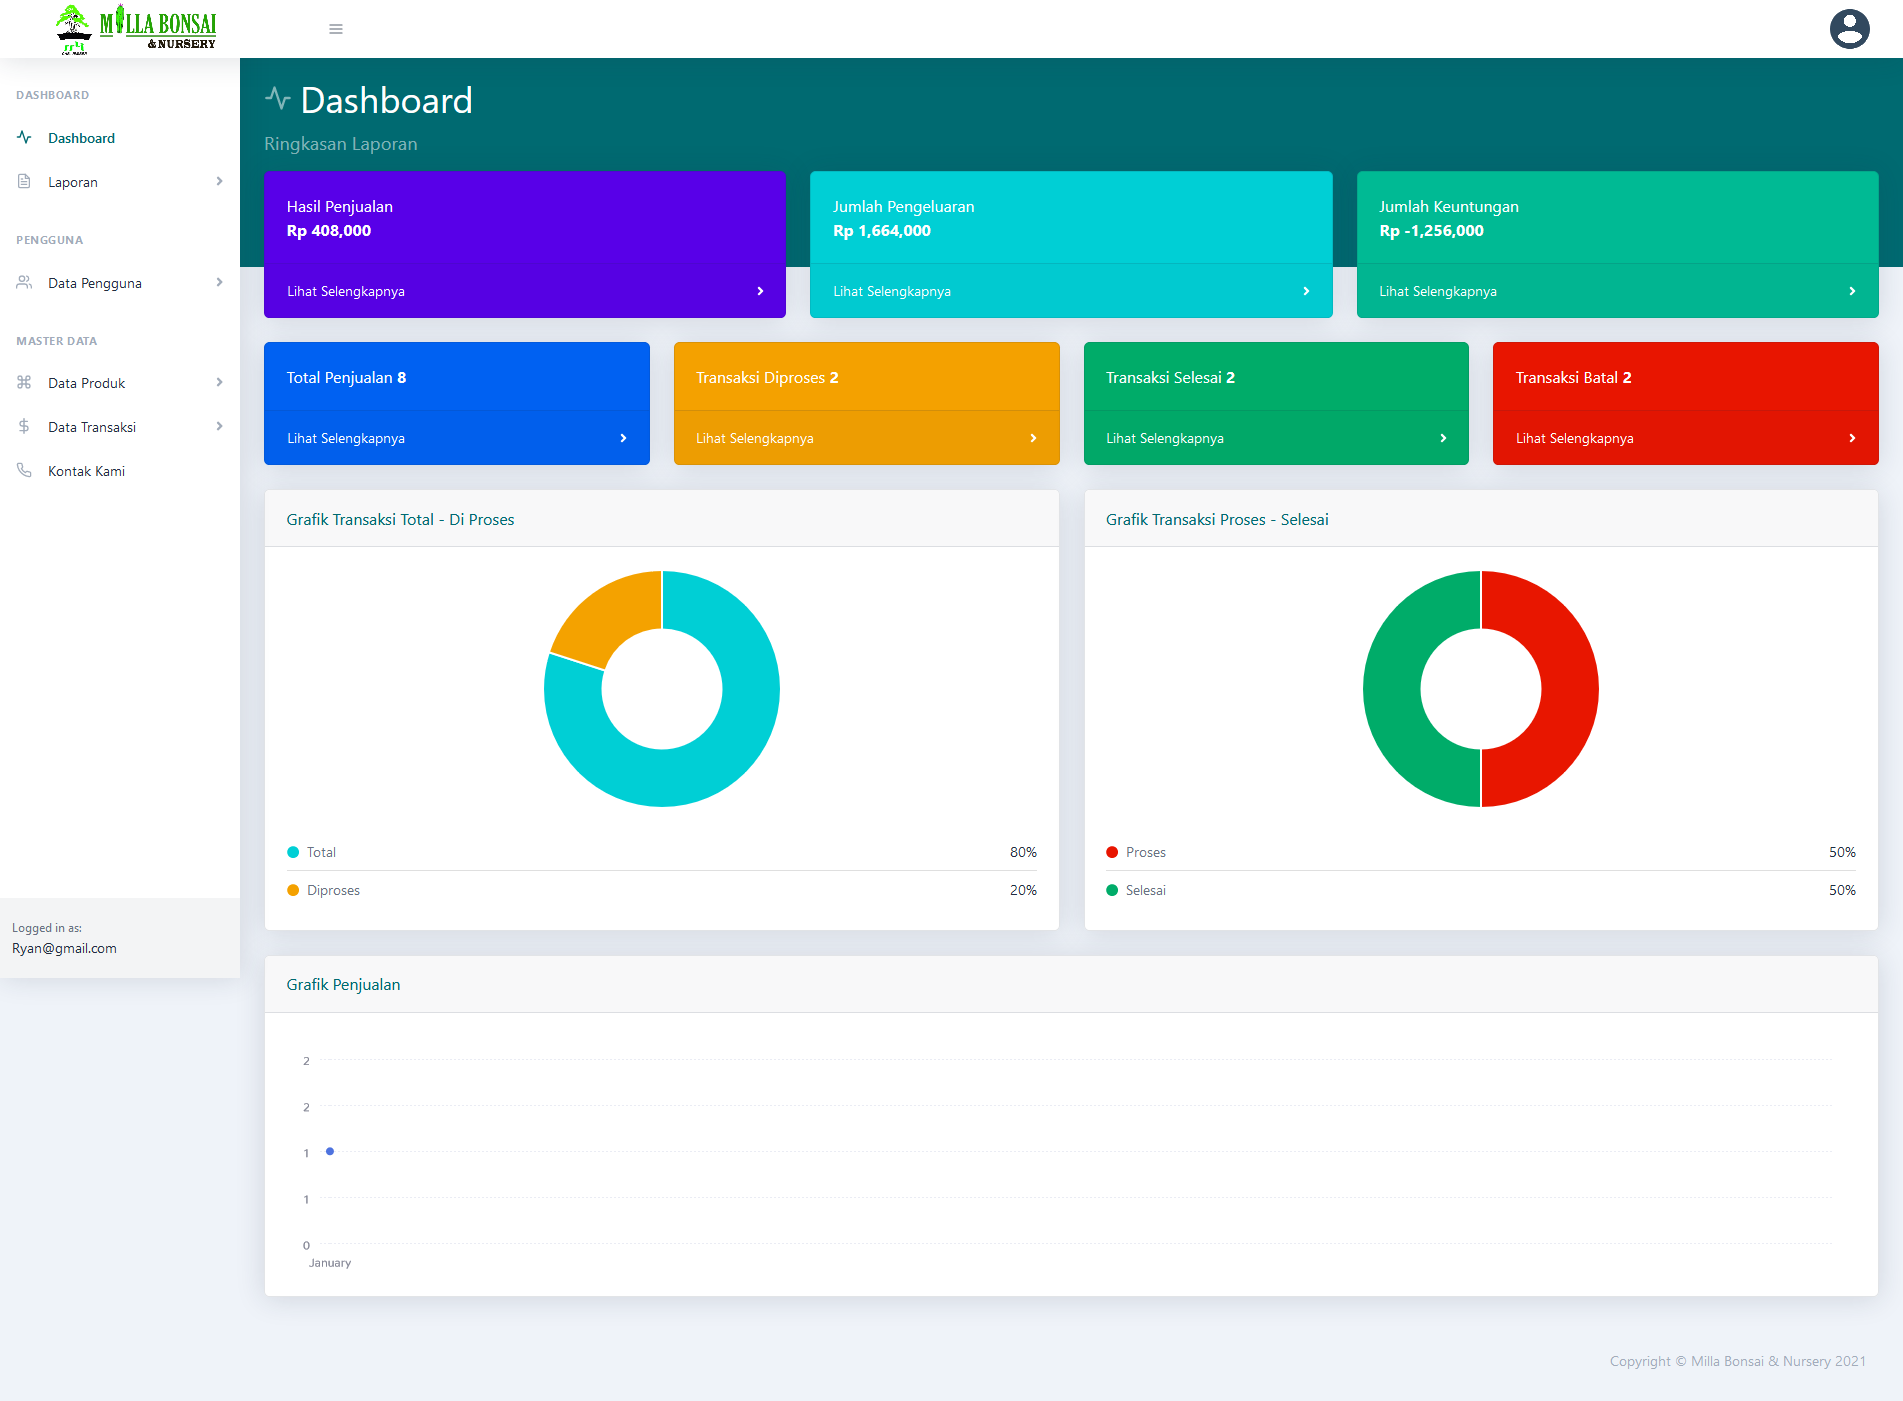 MILLA BONSAI
& NURSERY
DASHBOARD
Dashboard
Laporan
PENGGUNA
Data Pengguna
MASTER DATA
Data Produk
Data Transaksi
Kontak Kami
Logged in as:
Ryan@gmail.com
Dashboard
Ringkasan Laporan
Hasil Penjualan
Rp 408,000
Lihat Selengkapnya
Jumlah Pengeluaran
Rp 1,664,000
Lihat Selengkapnya
Jumlah Keuntungan
Rp -1,256,000
Lihat Selengkapnya
Total Penjualan 8
Lihat Selengkapnya
Transaksi Diproses 2
Lihat Selengkapnya
Transaksi Selesai 2
Lihat Selengkapnya
Transaksi Batal 2
Lihat Selengkapnya
Grafik Transaksi Total - Di Proses
Total 80%
Diproses 20%
Grafik Transaksi Proses - Selesai
Proses 50%
Selesai 50%
Grafik Penjualan
2
2
1
1
0
January
Copyright © Milla Bonsai & Nursery 2021